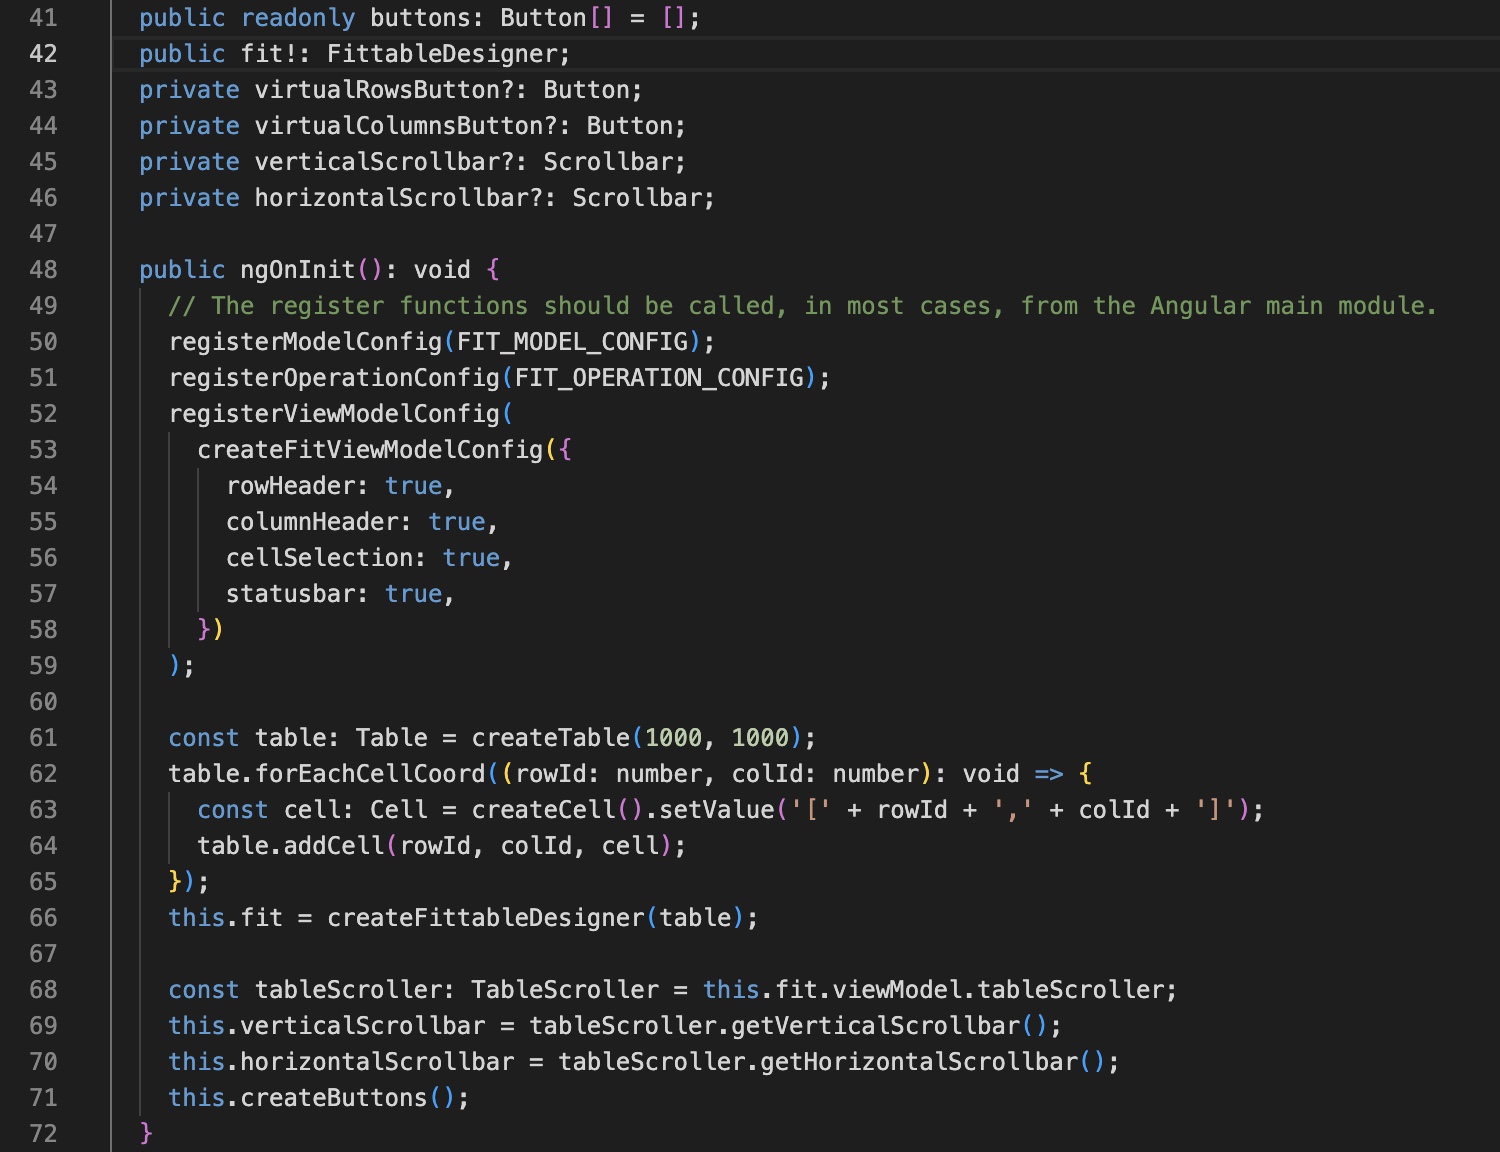 41 public readonly buttons: Button[] = [];
42 public fit!: FittableDesigner;
43 private virtualRowsButton?: Button;
44 private virtualColumnsButton?: Button;
45 private verticalScrollbar?: Scrollbar;
46 private horizontalScrollbar?: Scrollbar;
47
48 public ngOnInit(): void {
49 // The register functions should be called, in most cases, from the Angular main module.
50 registerModelConfig(FIT_MODEL_CONFIG);
51 registerOperationConfig(FIT_OPERATION_CONFIG);
52 registerViewModelConfig(
53 createFitViewModelConfig({
54 rowHeader: true,
55 columnHeader: true,
56 cellSelection: true,
57 statusbar: true,
58 })
59 );
60
61 const table: Table = createTable(1000, 1000);
62 table.forEachCellCoord((rowId: number, colId: number): void => {
63 const cell: Cell = createCell().setValue('[' + rowId + ',' + colId + ']');
64 table.addCell(rowId, colId, cell);
65 });
66 this.fit = createFittableDesigner(table);
67
68 const tableScroller: TableScroller = this.fit.viewModel.tableScroller;
69 this.verticalScrollbar = tableScroller.getVerticalScrollbar();
70 this.horizontalScrollbar = tableScroller.getHorizontalScrollbar();
71 this.createButtons();
72 }